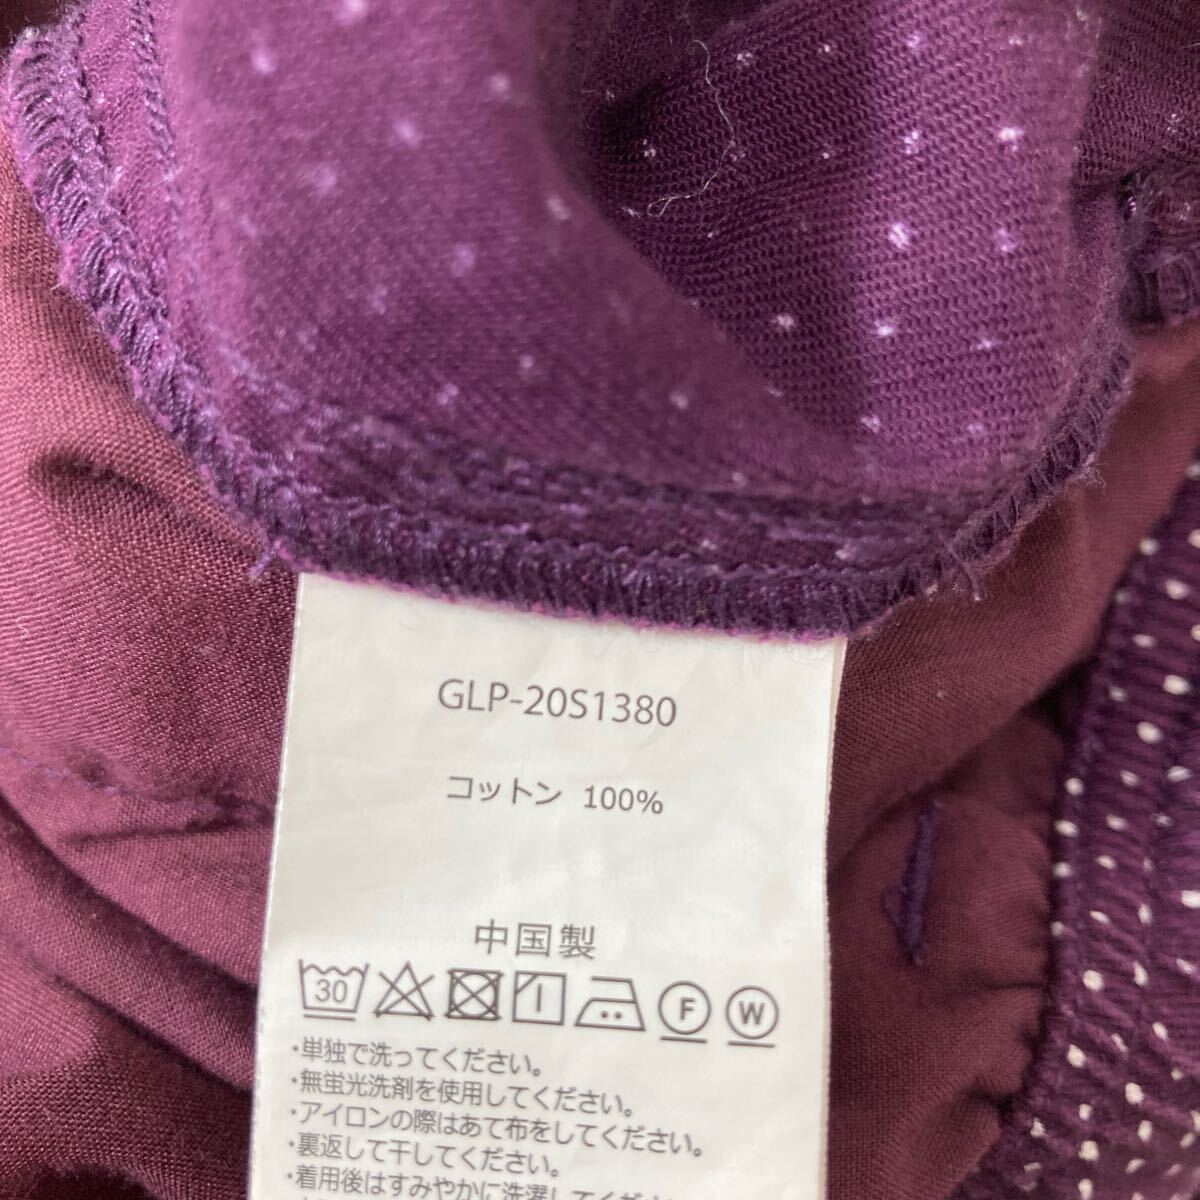 GLP-20S1380
コットン 100%
中国製
30 F W
・単独で洗ってください。
・無蛍光洗剤を使用してください。
・アイロンの際はあて布をしてください。
・裏返して干してください。
・着用後はすみやかに洗濯してください